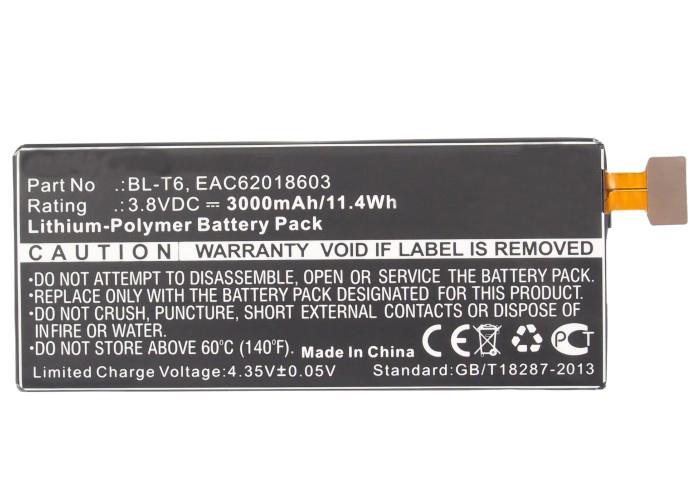 Part No .: BL-T6, EAC62018603
Rating .: 3.8VDC ⎓ 3000mAh/11.4Wh
Lithium-Polymer Battery Pack
CAUTION WARRANTY VOID IF LABEL IS REMOVED
•DO NOT ATTEMPT TO DISASSEMBLE, OPEN OR SERVICE THE BATTERY PACK.
•REPLACE ONLY WITH THE BATTERY DESIGNATED FOR THIS PRODUCT.
•DO NOT CRUSH, PUNCTURE, SHORT EXTERNAL CONTACTS OR DISPOSE OF
INFIRE OR WATER.
•DO NOT STORE ABOVE 60°C (140°F). Made In China CE PCT
Limited Charge Voltage: 4.35V±0.05V Standard:GB/T18287-2013